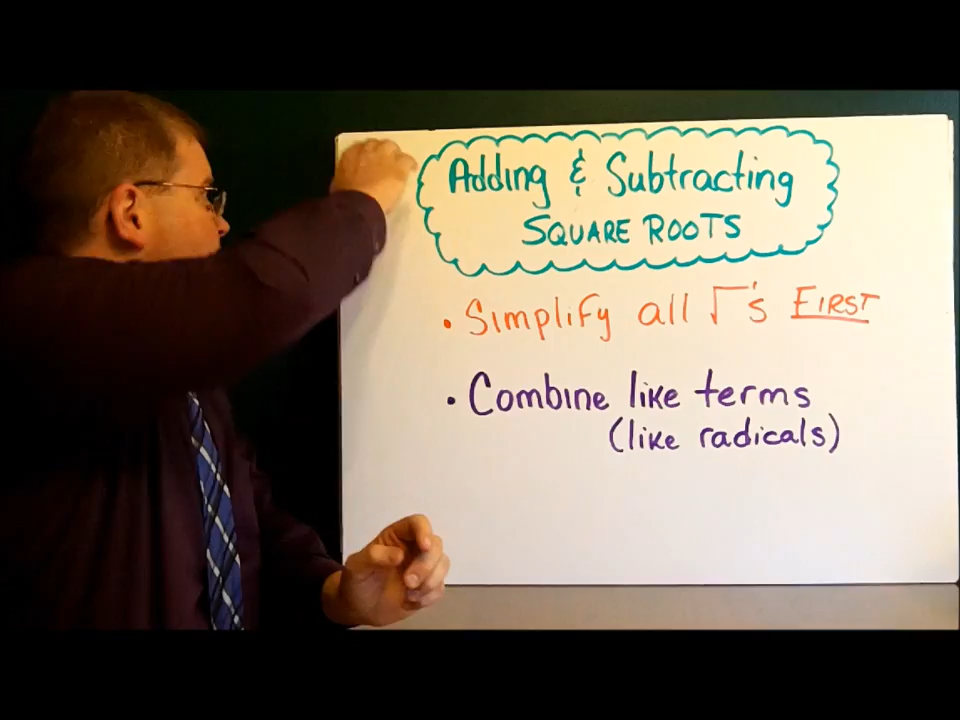 Adding & Subtracting
SQUARE ROOTS
• Simplify all √'s FIRST
• Combine like terms
(like radicals)